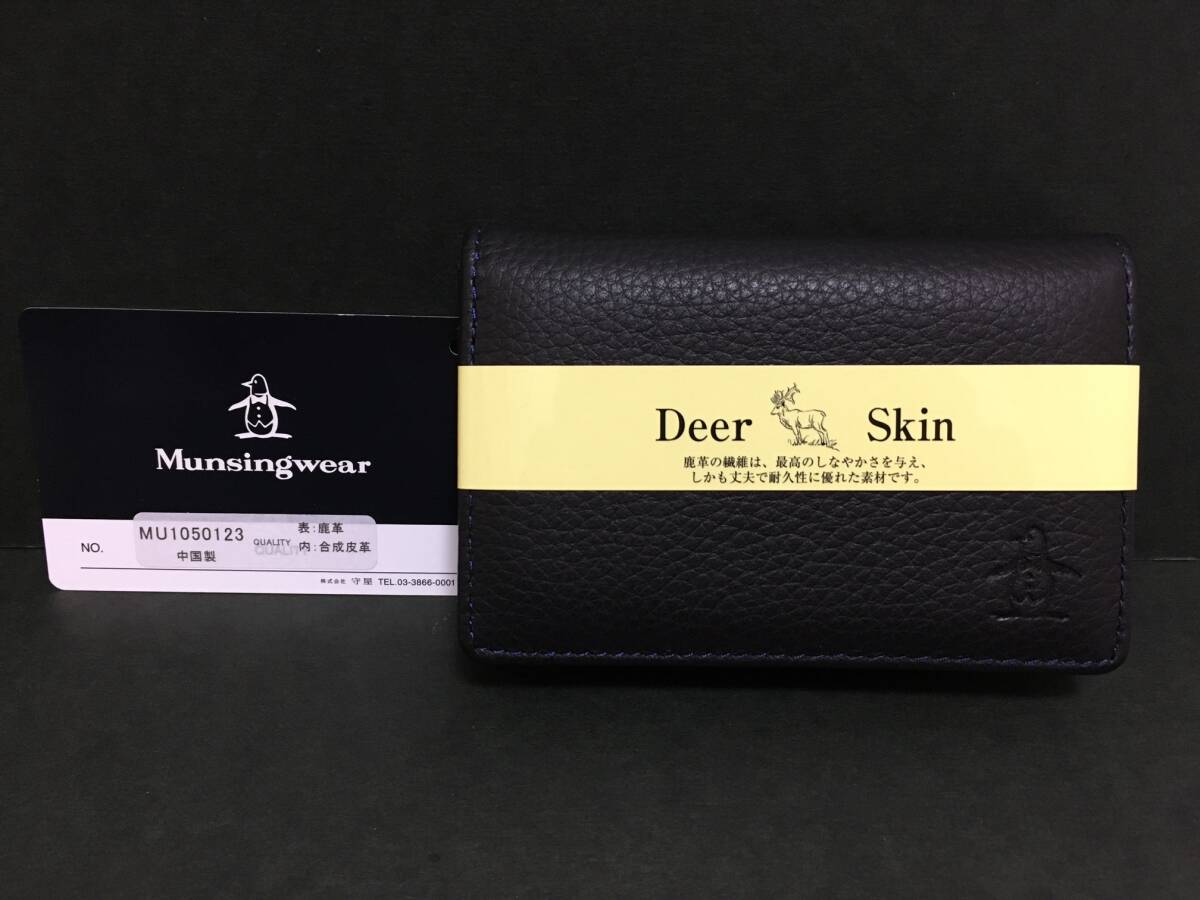 Munsingwear
NO.
MU1050123
中国製
QUALITY
表:鹿革
内:合成皮革
株式会社 守屋 TEL.03-3866-0001
Deer Skin
鹿革の繊維は、最高のしなやかさを与え、
しかも丈夫で耐久性に優れた素材です。